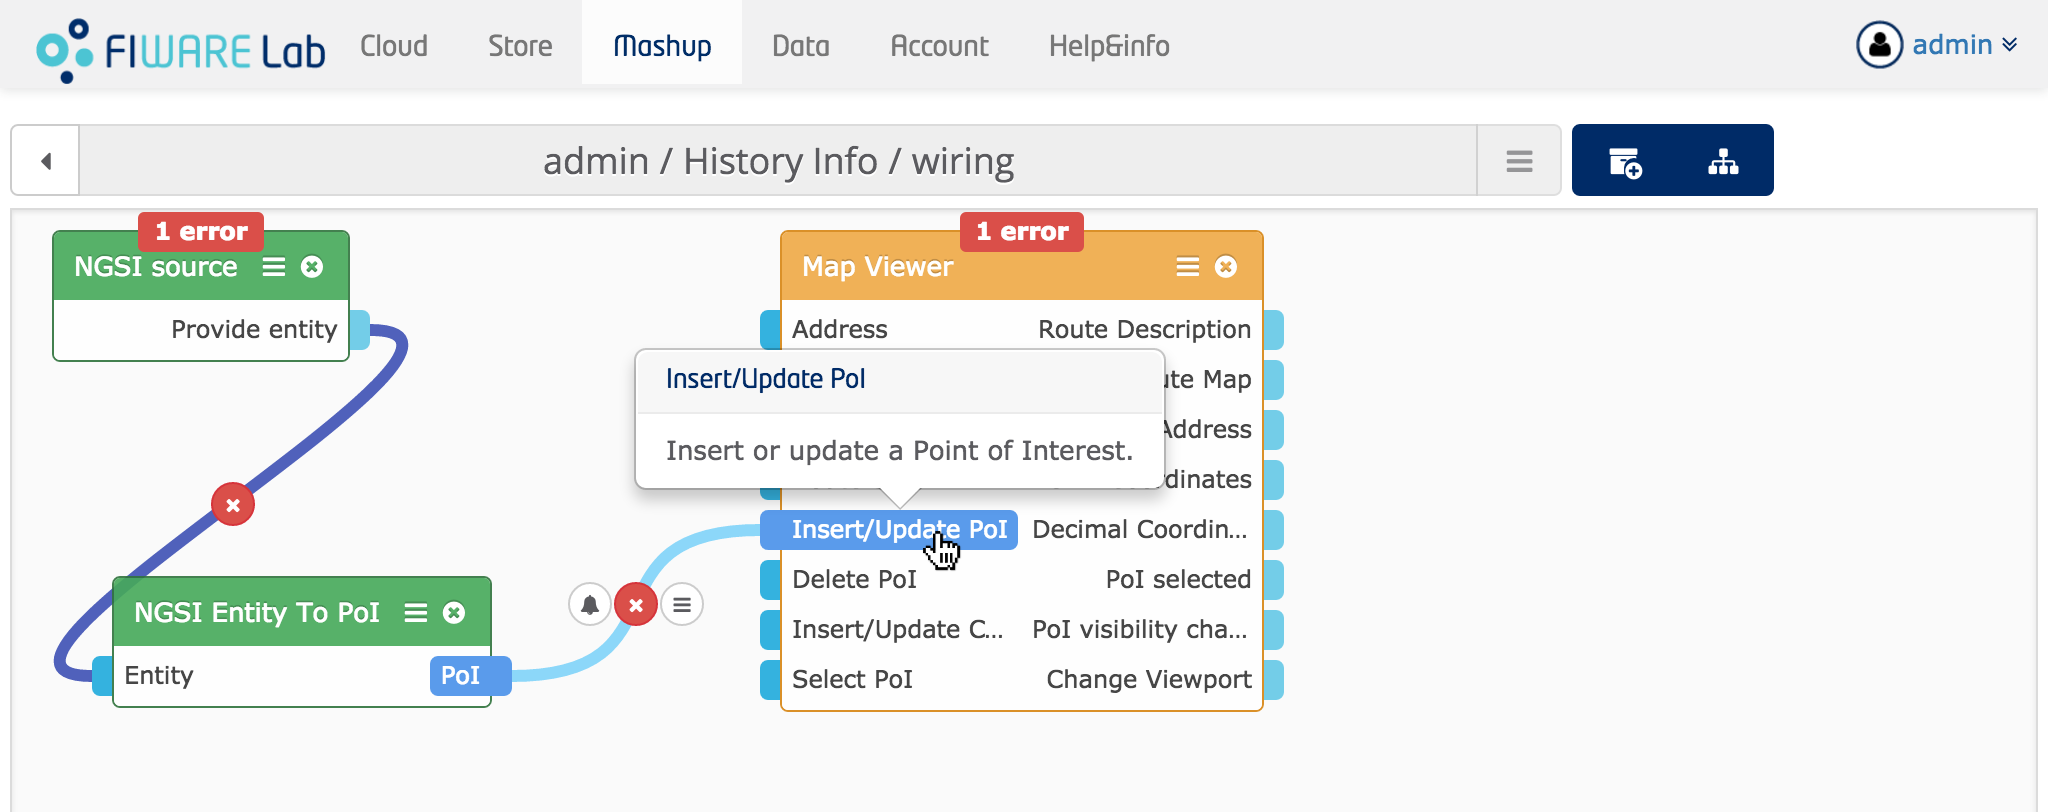 FIWARE Lab Cloud Store Mashup Data Account Help&info admin
admin / History Info / wiring
1 error
NGSI source
Provide entity
1 error
Map Viewer
Address Route Description
Insert/Update PoI
Insert or update a Point of Interest.
Map
Address
Insert/Update PoI Decimal Coordin...
Delete PoI PoI selected
Insert/Update C... PoI visibility cha...
Select PoI Change Viewport
NGSI Entity To PoI
Entity PoI